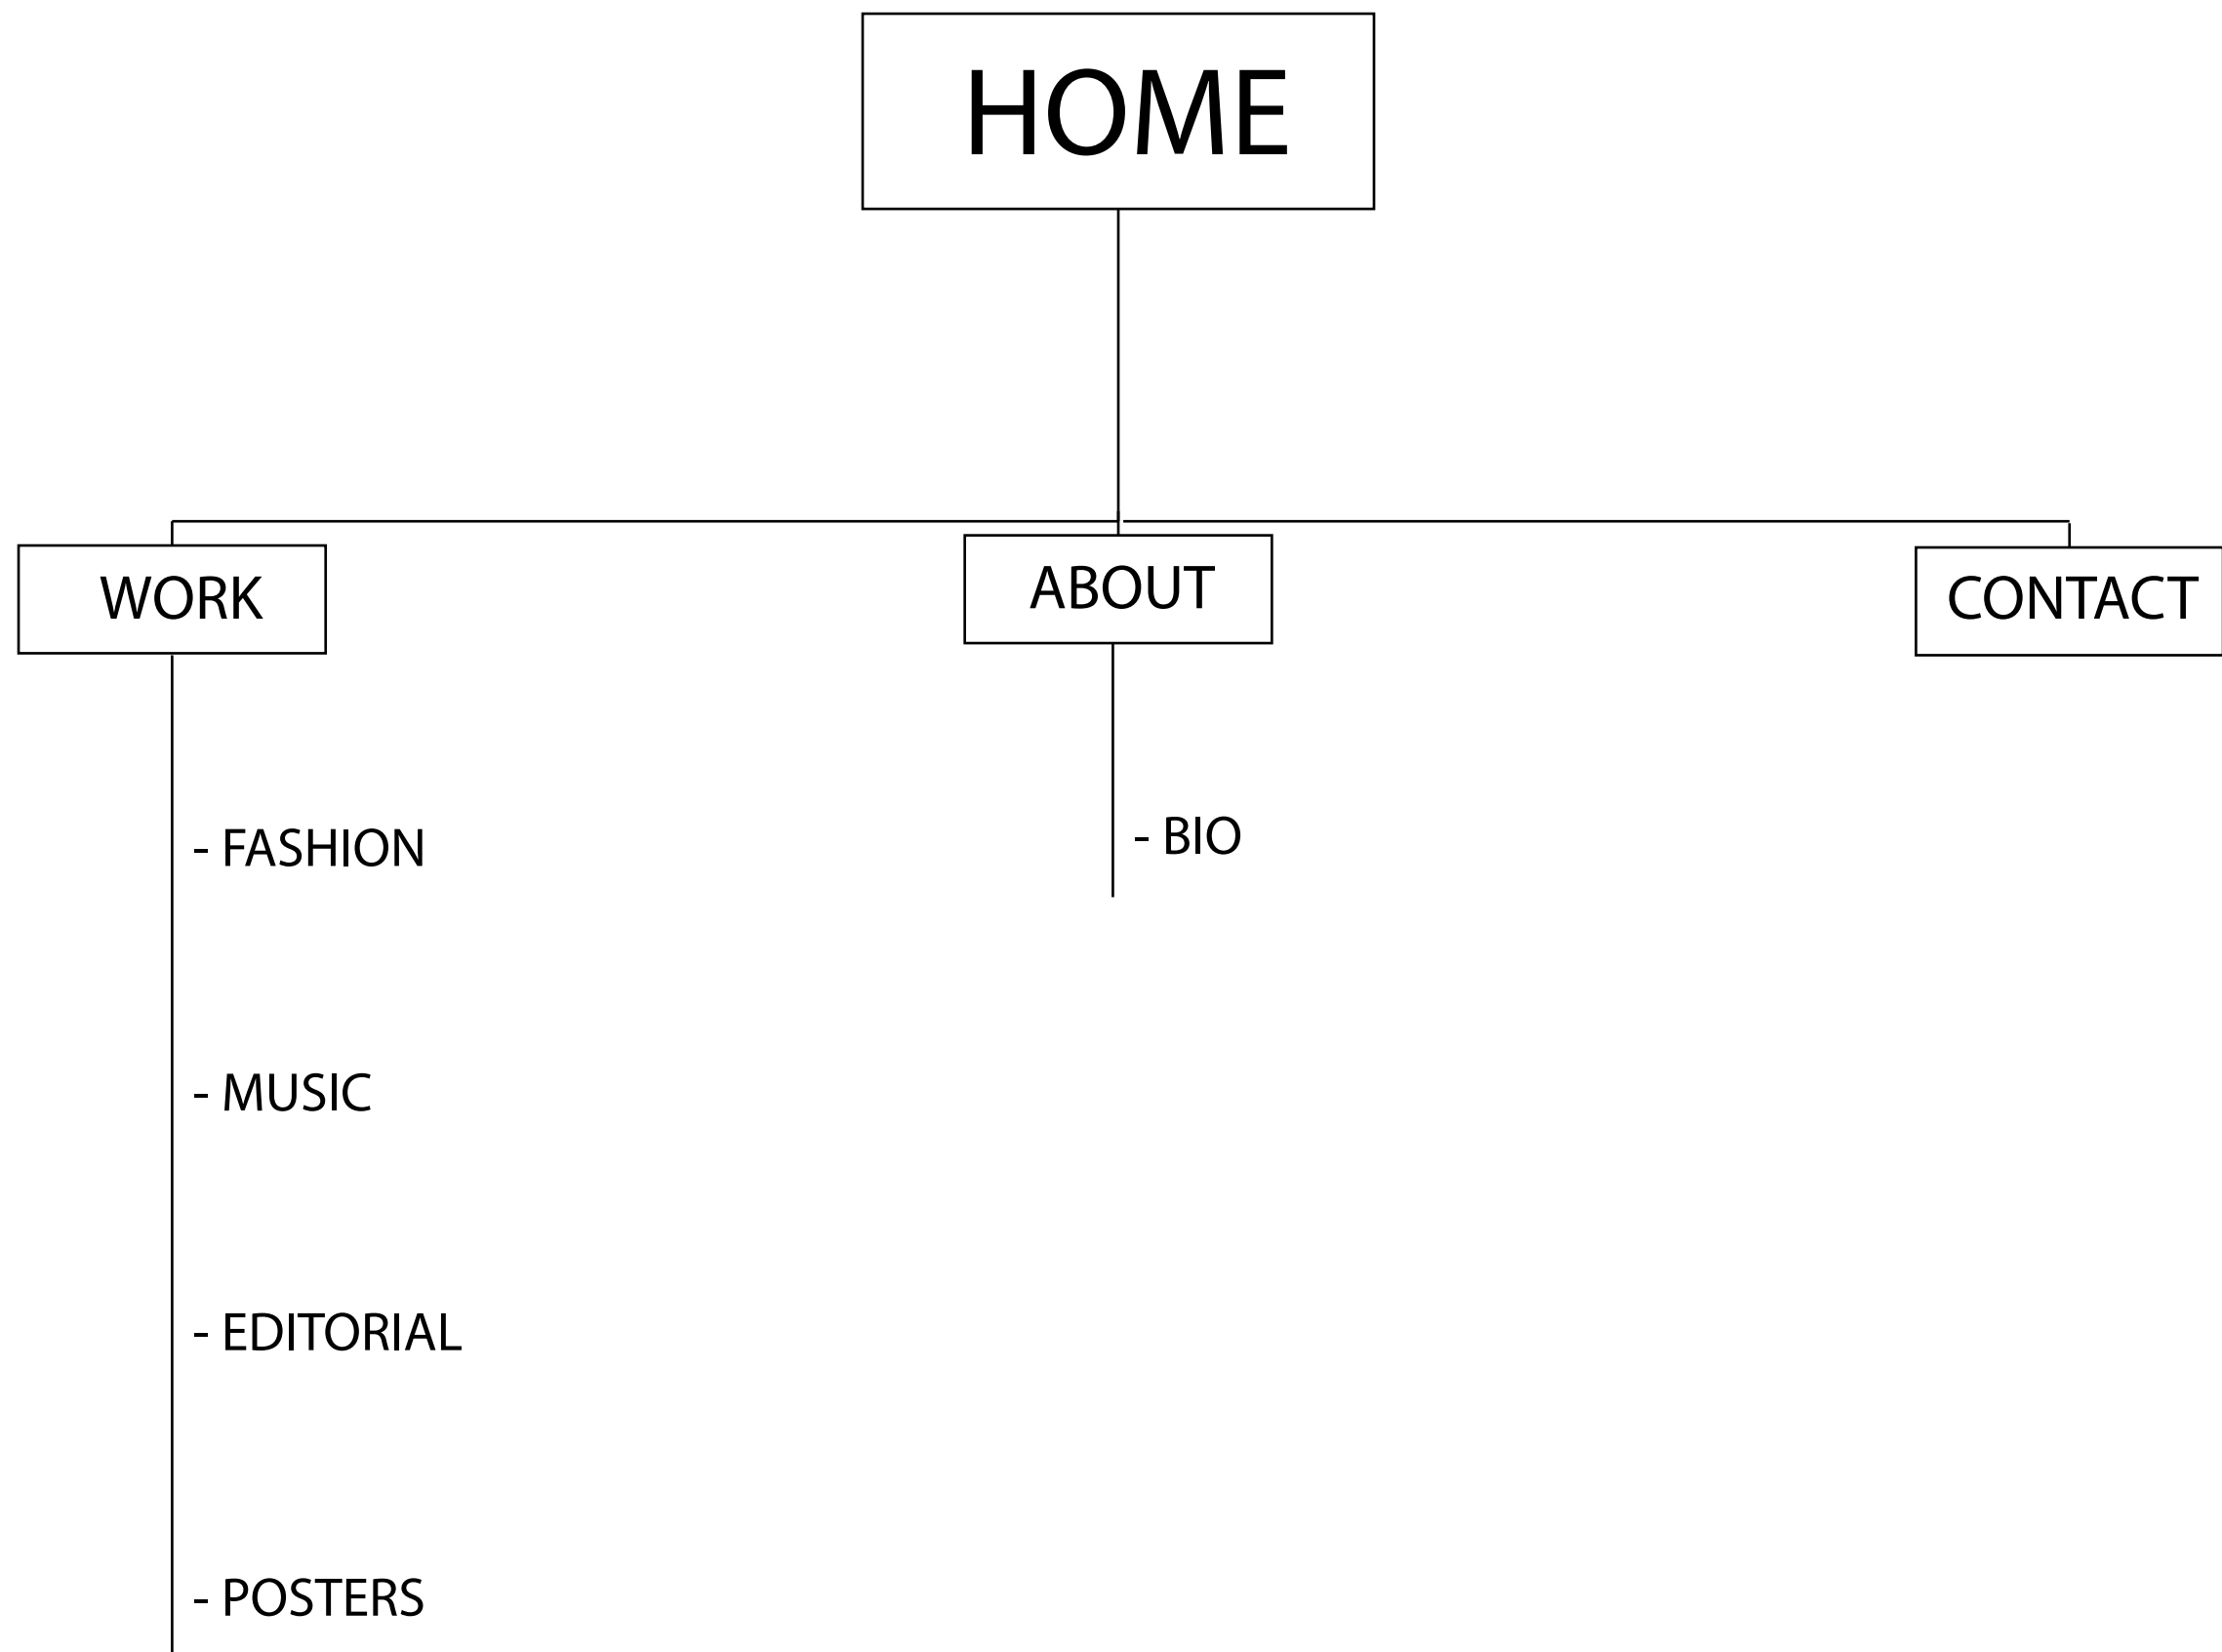 HOME
WORK
ABOUT
CONTACT
- FASHION
- BIO
- MUSIC
- EDITORIAL
- POSTERS